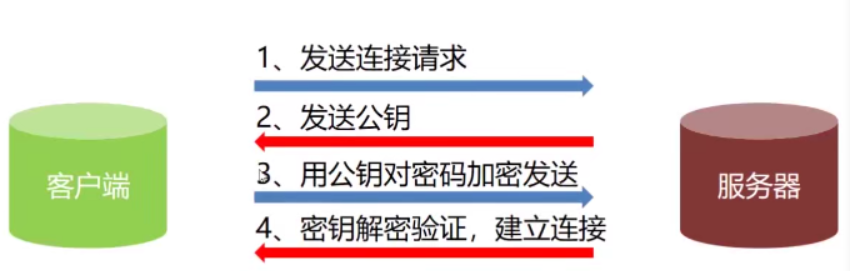 1、发送连接请求
2、发送公钥
3、用公钥对密码加密发送
4、密钥解密验证，建立连接
客户端
服务器